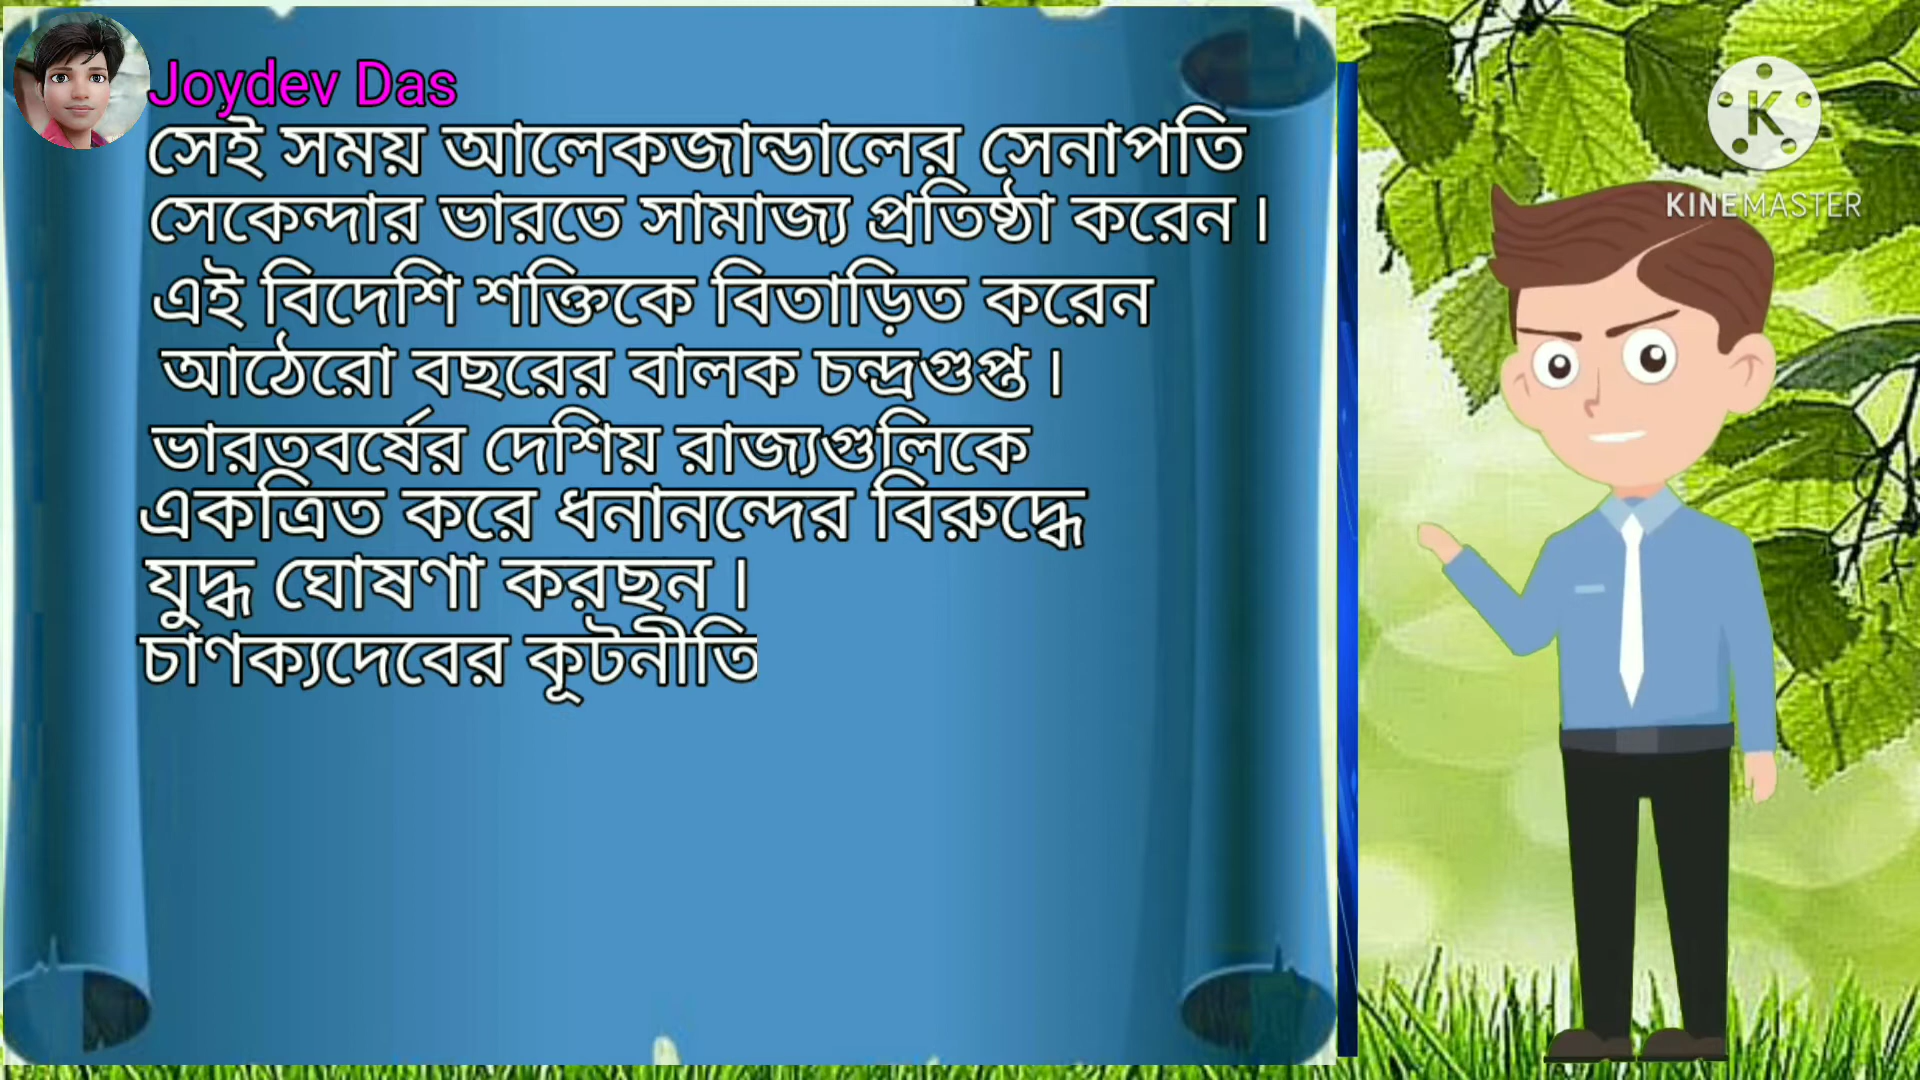 Joydev Das
সেই সময় আলেকজান্ডালের সেনাপতি
সেকেন্দার ভারতে সামাজ্য প্রতিষ্ঠা করেন ।
এই বিদেশি শক্তিকে বিতাড়িত করেন
আঠেরো বছরের বালক চন্দ্রগুপ্ত ।
ভারতবর্ষের দেশিয় রাজ্যগুলিকে
একত্রিত করে ধনানন্দের বিরুদ্ধে
যুদ্ধ ঘোষণা করছন ।
চাণক্যদেবের কূটনীতি
K
KINEMASTER